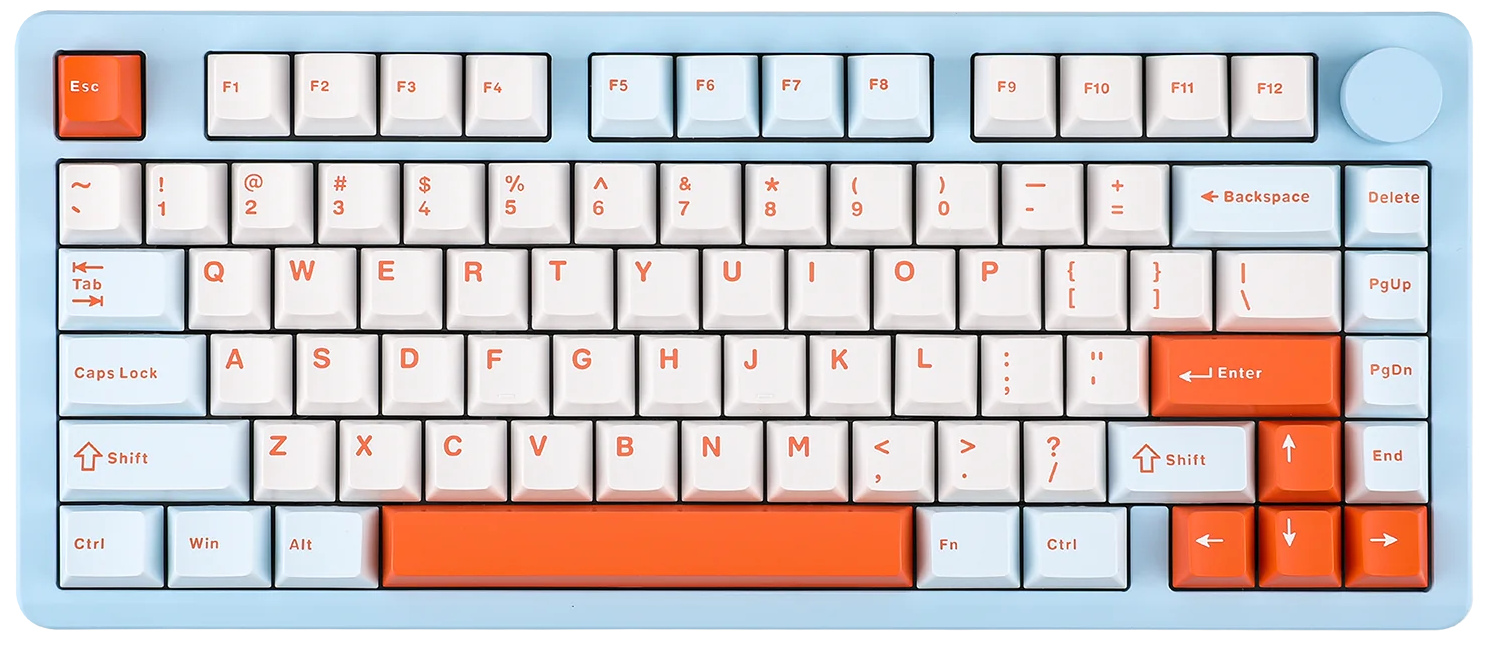 Esc F1 F2 F3 F4 F5 F6 F7 F8 F9 F10 F11 F12
~ ! @ # $ % ^ & * ( ) — +
` 1 2 3 4 5 6 7 8 9 0 - = ← Backspace Delete
Tab Q W E R T Y U I O P { } | PgUp
[ ] \
Caps Lock A S D F G H J K L : " ← Enter PgDn
; '
Shift Z X C V B N M < > ? Shift ↑ End
, . /
Ctrl Win Alt Fn Ctrl ← ↓ →